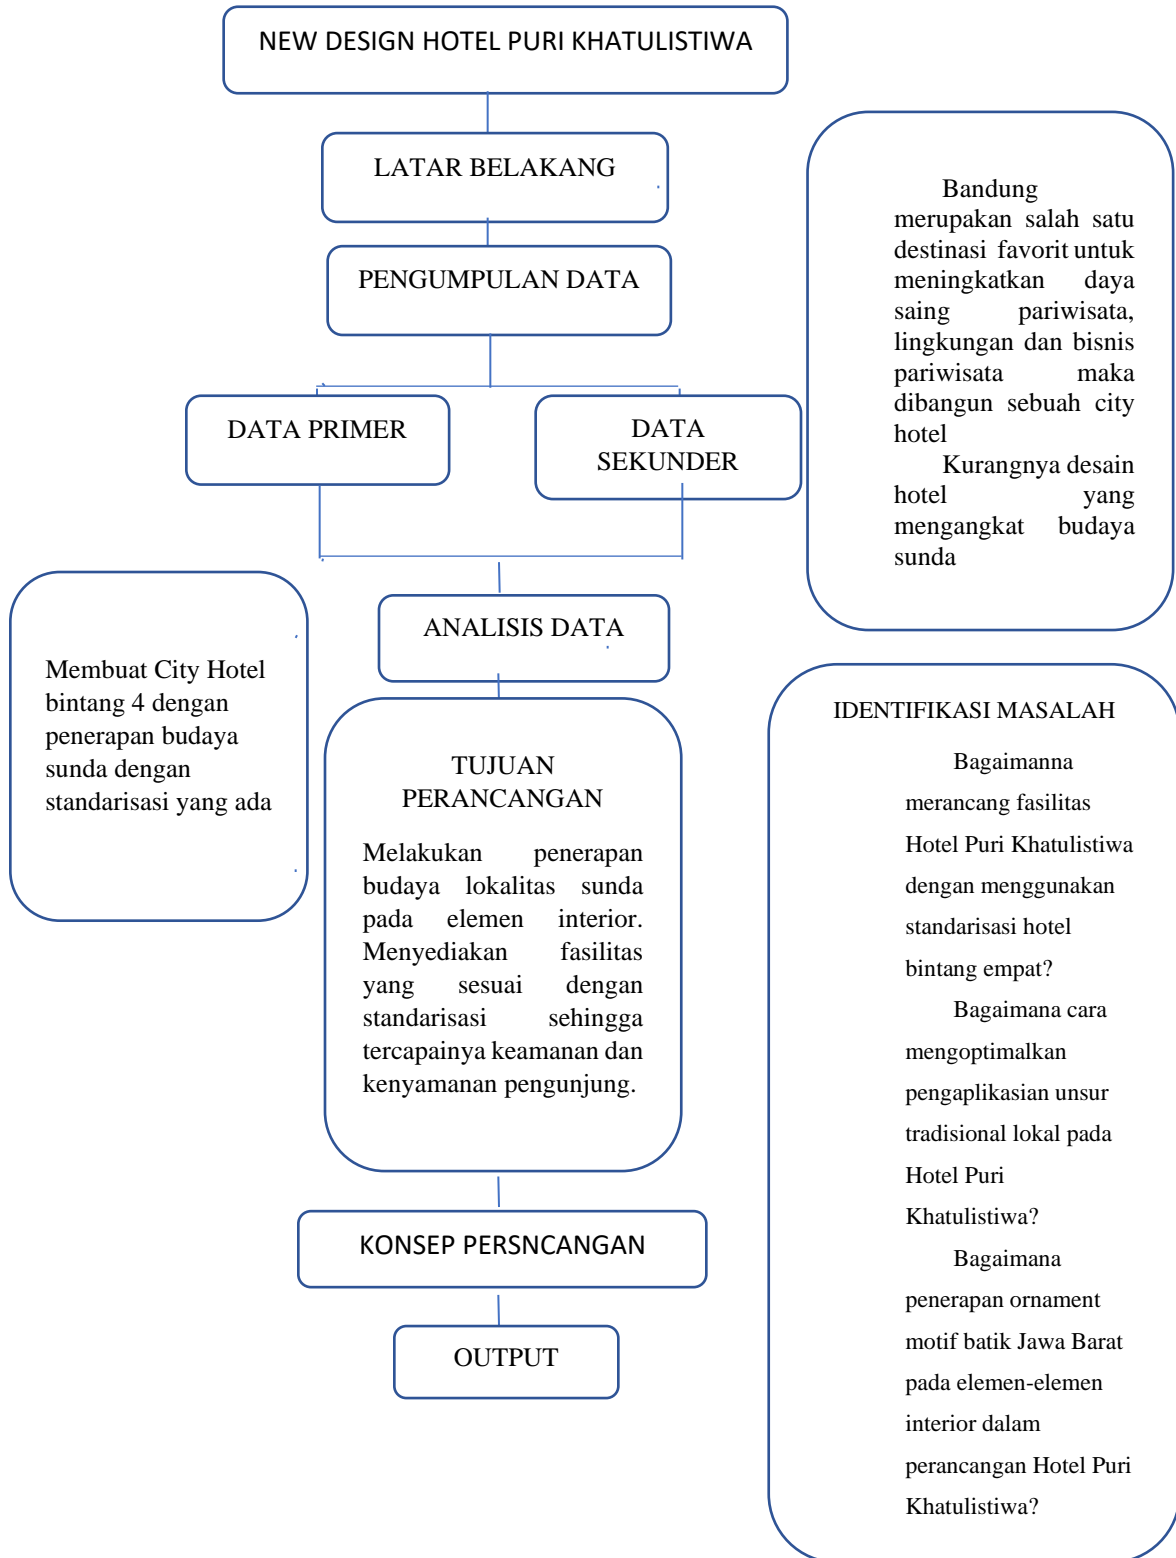 NEW DESIGN HOTEL PURI KHATULISTIWA
LATAR BELAKANG
PENGUMPULAN DATA
DATA PRIMER
DATA
SEKUNDER
Bandung
merupakan salah satu
destinasi favorit untuk
meningkatkan daya
saing pariwisata,
lingkungan dan bisnis
pariwisata maka
dibangun sebuah city
hotel
Kurangnya desain
hotel yang
mengangkat budaya
sunda
ANALISIS DATA
Membuat City Hotel
bintang 4 dengan
penerapan budaya
sunda dengan
standarisasi yang ada
TUJUAN
PERANCANGAN
Melakukan penerapan
budaya lokalitas sunda
pada elemen interior.
Menyediakan fasilitas
yang sesuai dengan
standarisasi sehingga
tercapainya keamanan dan
kenyamanan pengunjung.
IDENTIFIKASI MASALAH
Bagaimanna
merancang fasilitas
Hotel Puri Khatulistiwa
dengan menggunakan
standarisasi hotel
bintang empat?
Bagaimana cara
mengoptimalkan
pengaplikasian unsur
tradisional lokal pada
Hotel Puri
Khatulistiwa?
Bagaimana
penerapan ornament
motif batik Jawa Barat
pada elemen-elemen
interior dalam
perancangan Hotel Puri
Khatulistiwa?
KONSEP PERSNCANGAN
OUTPUT